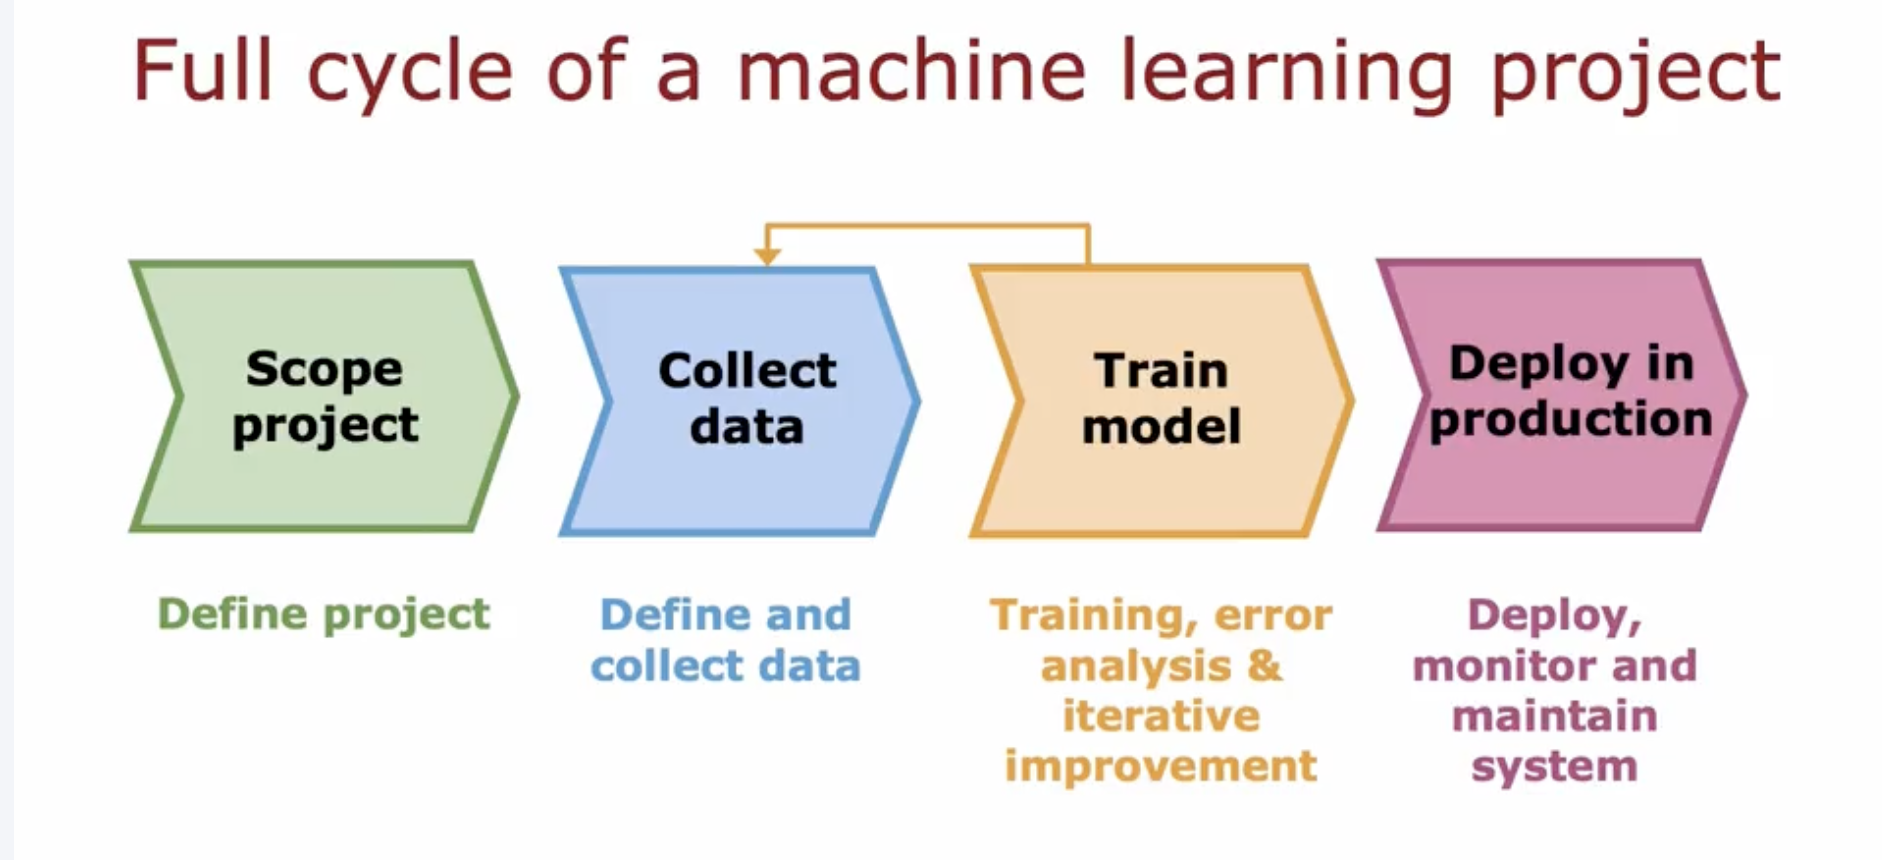 Full cycle of a machine learning project
Scope
project
Collect
data
Train
model
Deploy in
production
Define project
Define and
collect data
Training, error
analysis &
iterative
improvement
Deploy,
monitor and
maintain
system